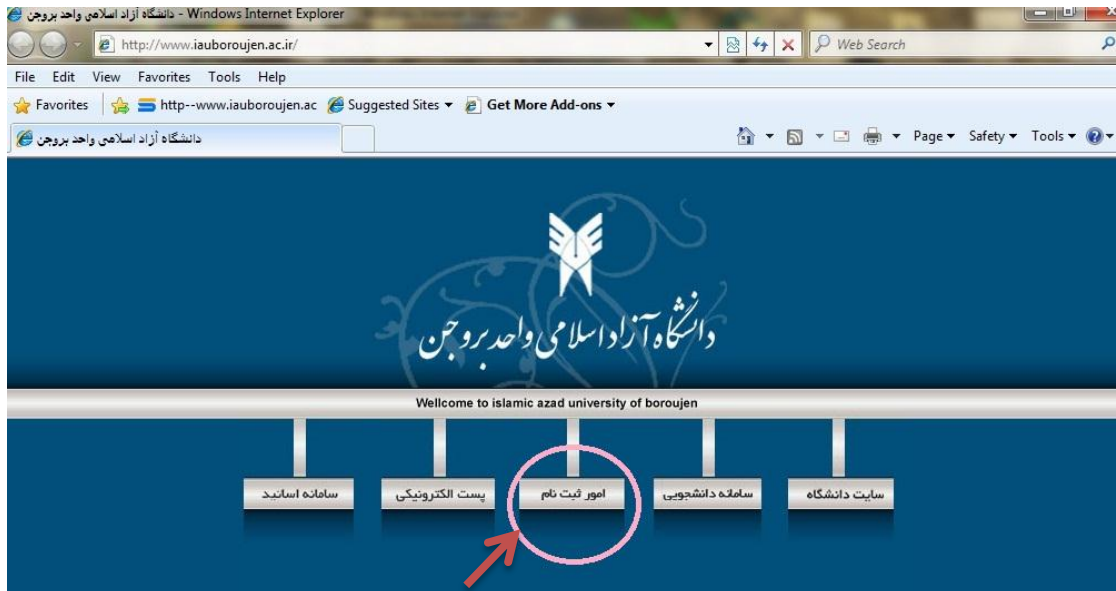 دانشگاه آزاد اسلامی واحد بروجن - Windows Internet Explorer
http://www.iauboroujen.ac.ir/
Web Search
File Edit View Favorites Tools Help
Favorites http--www.iauboroujen.ac Suggested Sites Get More Add-ons
دانشگاه آزاد اسلامی واحد بروجن
Page Safety Tools
دانشگاه آزاد اسلامی واحد بروجن
Wellcome to islamic azad university of boroujen
سایت دانشگاه سامانه دانشجویی امور ثبت نام پست الکترونیکی سامانه اساتید